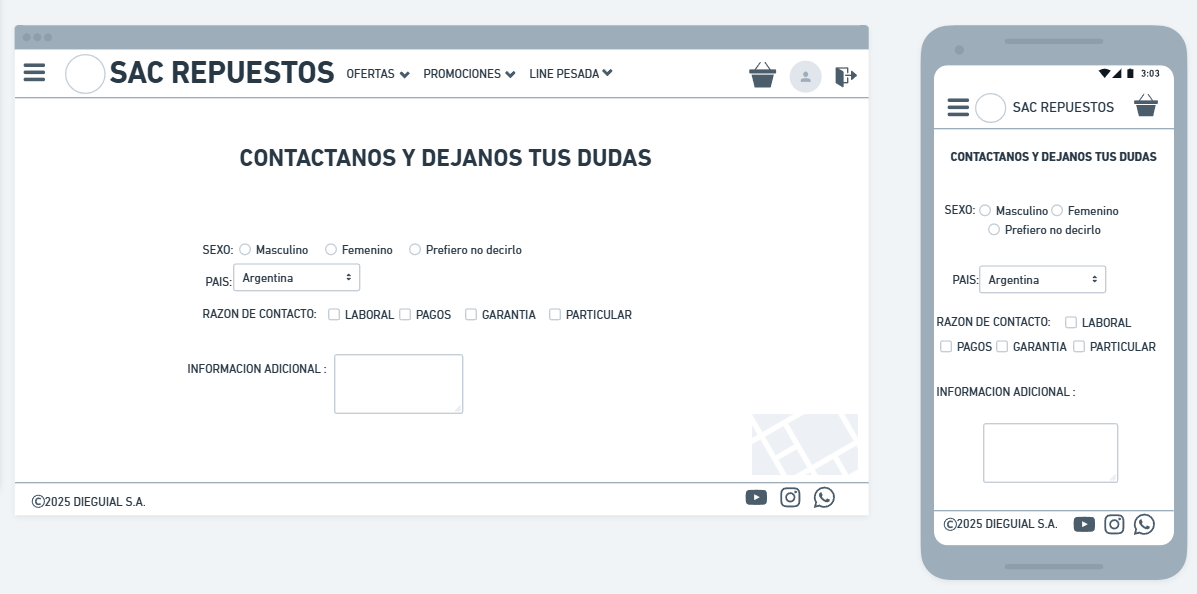 SAC REPUESTOS OFERTAS PROMOCIONES LINE PESADA
CONTACTANOS Y DEJANOS TUS DUDAS
SEXO: Masculino Femenino Prefiero no decirlo
PAIS: Argentina
RAZON DE CONTACTO: LABORAL PAGOS GARANTIA PARTICULAR
INFORMACION ADICIONAL :
©2025 DIEGUIAL S.A.
3:03
SAC REPUESTOS
CONTACTANOS Y DEJANOS TUS DUDAS
SEXO: Masculino Femenino
Prefiero no decirlo
PAIS: Argentina
RAZON DE CONTACTO: LABORAL
PAGOS GARANTIA PARTICULAR
INFORMACION ADICIONAL :
©2025 DIEGUIAL S.A.